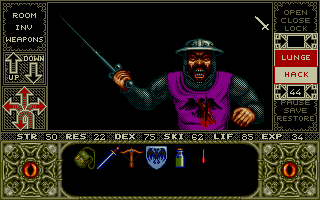 ROOM
INV
WEAPONS
UP DOWN
OPEN
CLOSE
LOCK
LUNGE
HACK
44
PAUSE
SAVE
RESTORE
STR 50 RES 22 DEX 75 SKI 62 LIF 85 EXP 34